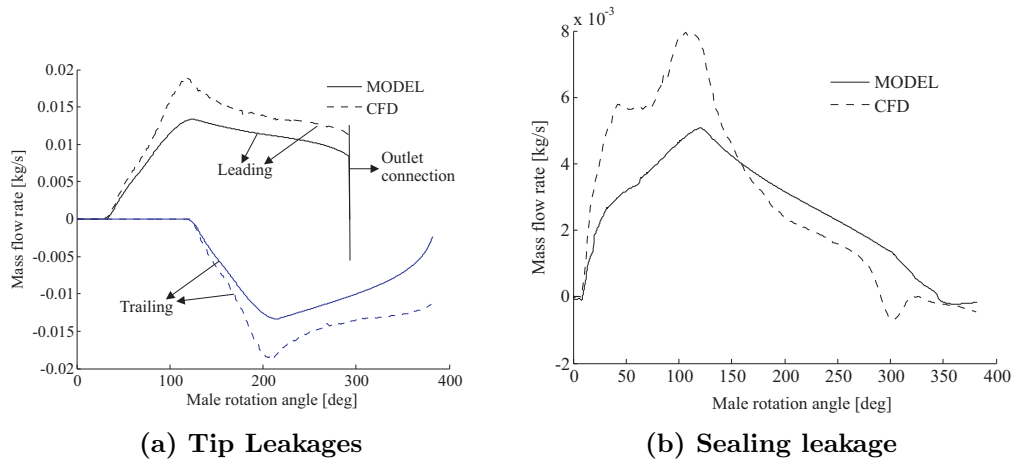 0.02
0.015
0.01
0.005
0
-0.005
-0.01
-0.015
-0.02
Mass flow rate [kg/s]
MODEL
CFD
Leading
Outlet
connection
Trailing
0 100 200 300 400
Male rotation angle [deg]
(a) Tip Leakages
x 10⁻³
8
6
4
2
0
-2
Mass flow rate [kg/s]
MODEL
CFD
0 50 100 150 200 250 300 350 400
Male rotation angle [deg]
(b) Sealing leakage